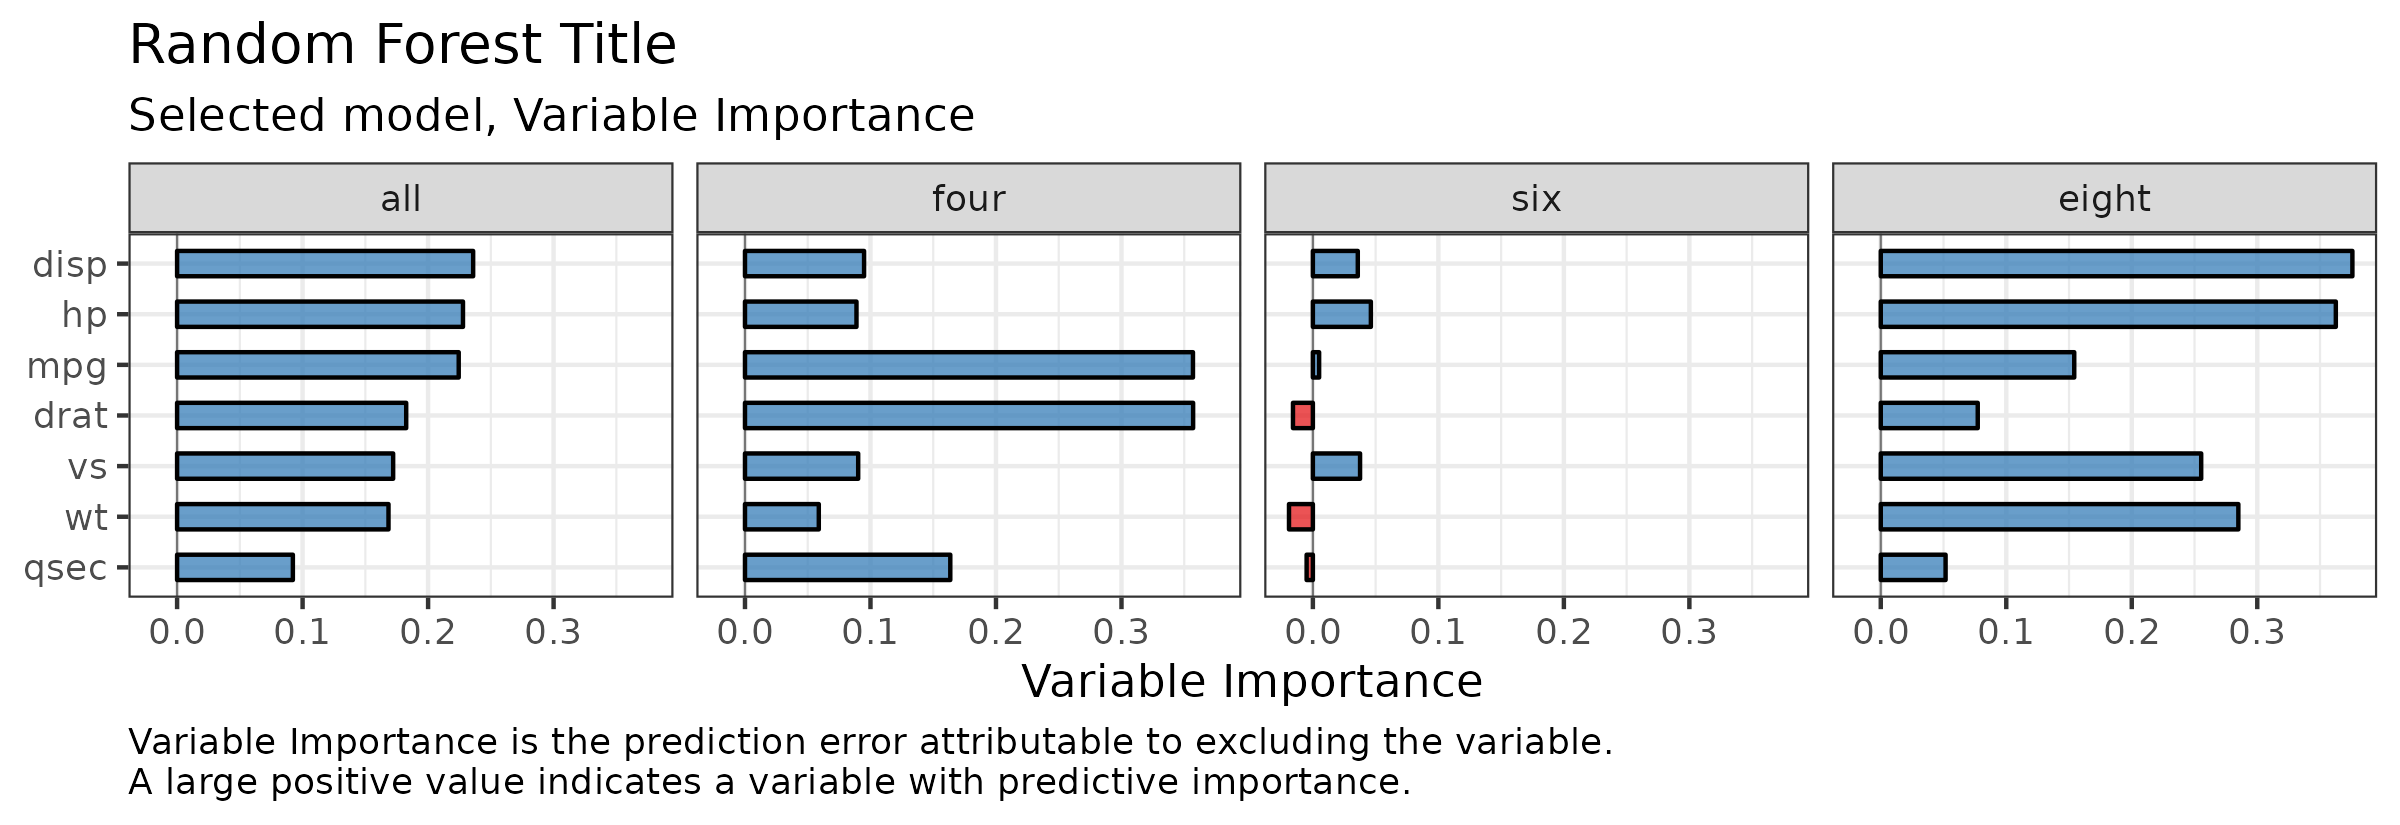 Random Forest Title
Selected model, Variable Importance
all four six eight
disp
hp
mpg
drat
vs
wt
qsec
0.0 0.1 0.2 0.3 0.0 0.1 0.2 0.3 0.0 0.1 0.2 0.3 0.0 0.1 0.2 0.3
Variable Importance
Variable Importance is the prediction error attributable to excluding the variable.
A large positive value indicates a variable with predictive importance.